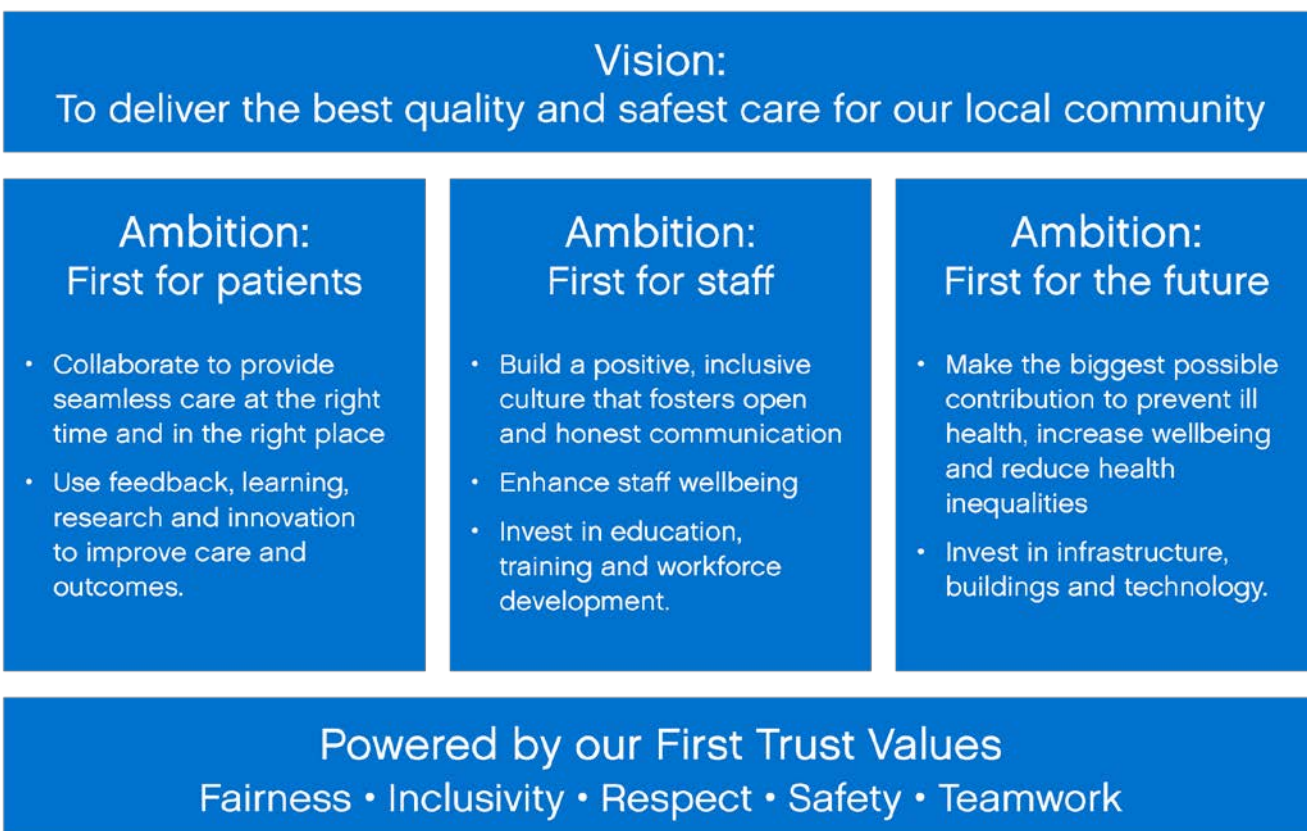 Vision:
To deliver the best quality and safest care for our local community
Ambition:
First for patients
• Collaborate to provide
seamless care at the right
time and in the right place
• Use feedback, learning,
research and innovation
to improve care and
outcomes.
Ambition:
First for staff
• Build a positive, inclusive
culture that fosters open
and honest communication
• Enhance staff wellbeing
• Invest in education,
training and workforce
development.
Ambition:
First for the future
• Make the biggest possible
contribution to prevent ill
health, increase wellbeing
and reduce health
inequalities
• Invest in infrastructure,
buildings and technology.
Powered by our First Trust Values
Fairness • Inclusivity • Respect • Safety • Teamwork